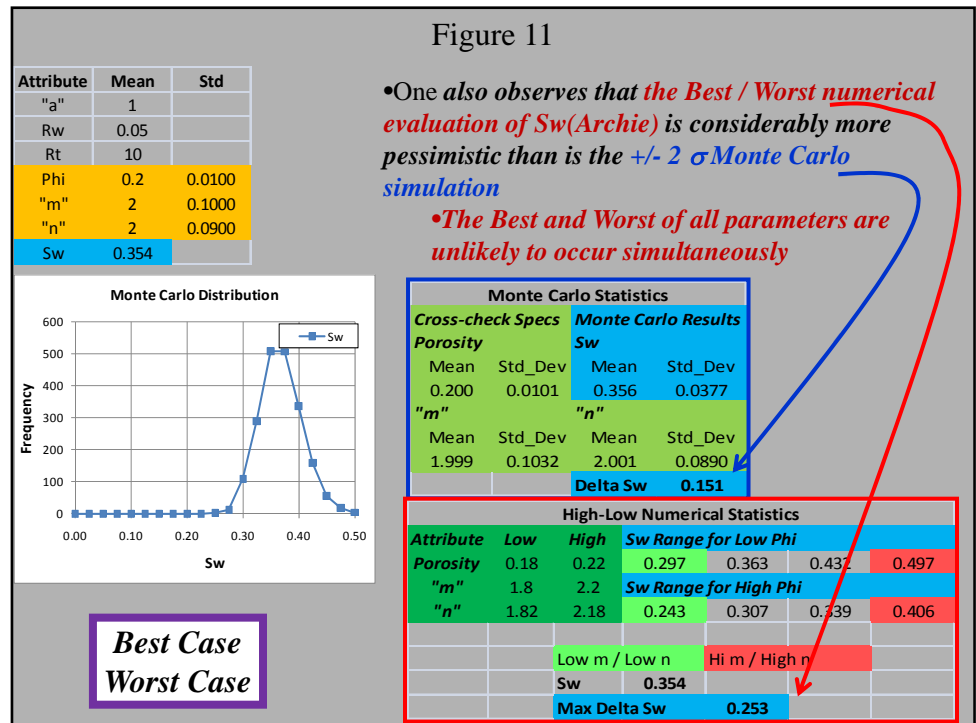 Figure 11
Attribute Mean Std
"a" 1
Rw 0.05
Rt 10
Phi 0.2 0.0100
"m" 2 0.1000
"n" 2 0.0900
Sw 0.354
•One also observes that the Best / Worst numerical
evaluation of Sw(Archie) is considerably more
pessimistic than is the +/- 2 σ Monte Carlo
simulation
•The Best and Worst of all parameters are
unlikely to occur simultaneously
Monte Carlo Distribution
Sw
600
500
400
300
200
100
0
0.00 0.10 0.20 0.30 0.40 0.50
Frequency
Sw
Monte Carlo Statistics
Cross-check Specs Monte Carlo Results
Porosity Sw
Mean Std_Dev Mean Std_Dev
0.200 0.0101 0.356 0.0377
"m" "n"
Mean Std_Dev Mean Std_Dev
1.999 0.1032 2.001 0.0890
Delta Sw 0.151
High-Low Numerical Statistics
Attribute Low High Sw Range for Low Phi
Porosity 0.18 0.22 0.297 0.363 0.432 0.497
"m" 1.8 2.2 Sw Range for High Phi
"n" 1.82 2.18 0.243 0.307 0.339 0.406
Low m / Low n Hi m / High n
Sw 0.354
Max Delta Sw 0.253
Best Case
Worst Case